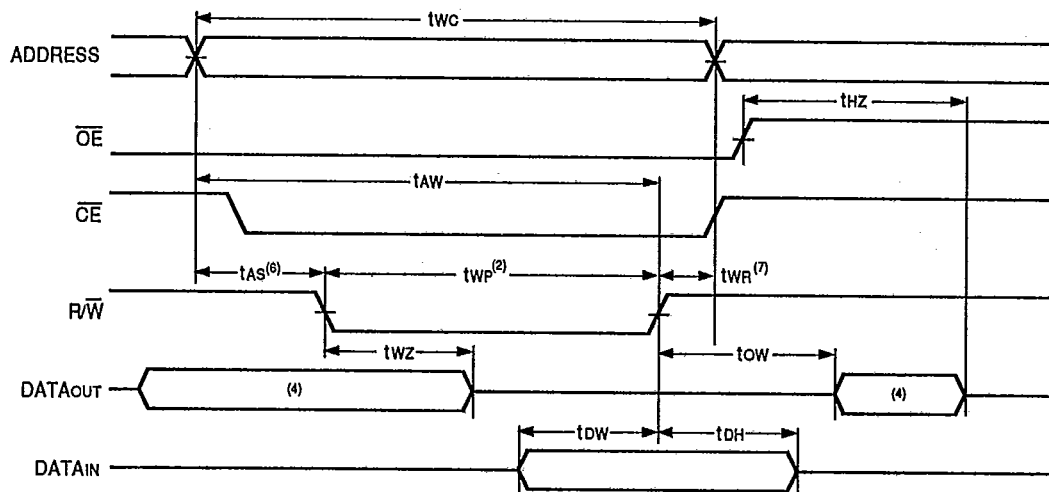 tWC
ADDRESS
tHZ
OE
tAW
CE
tAS(6) tWP(2) tWR(7)
R/W
tWZ tOW
DATAOUT (4) (4)
tDW tDH
DATAIN